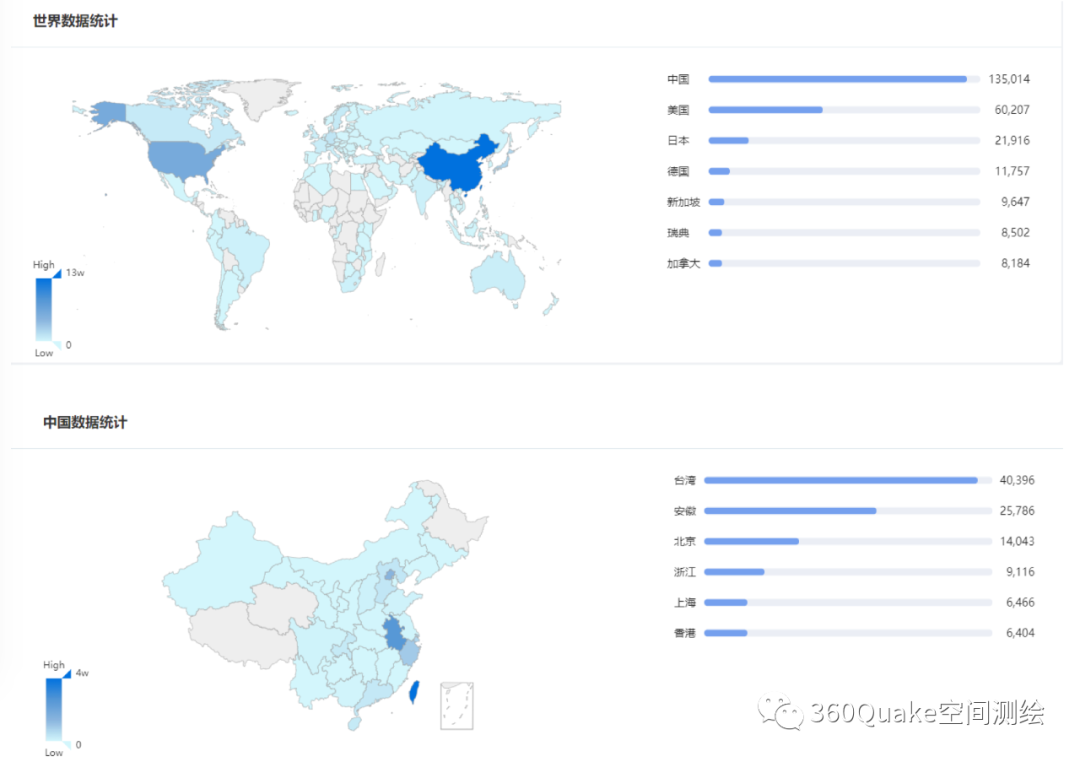 世界数据统计
中国 135,014
美国 60,207
日本 21,916
德国 11,757
新加坡 9,647
瑞典 8,502
加拿大 8,184
High
13w
0
Low
中国数据统计
台湾 40,396
安徽 25,786
北京 14,043
浙江 9,116
上海 6,466
香港 6,404
High
4w
0
Low
360Quake空间测绘